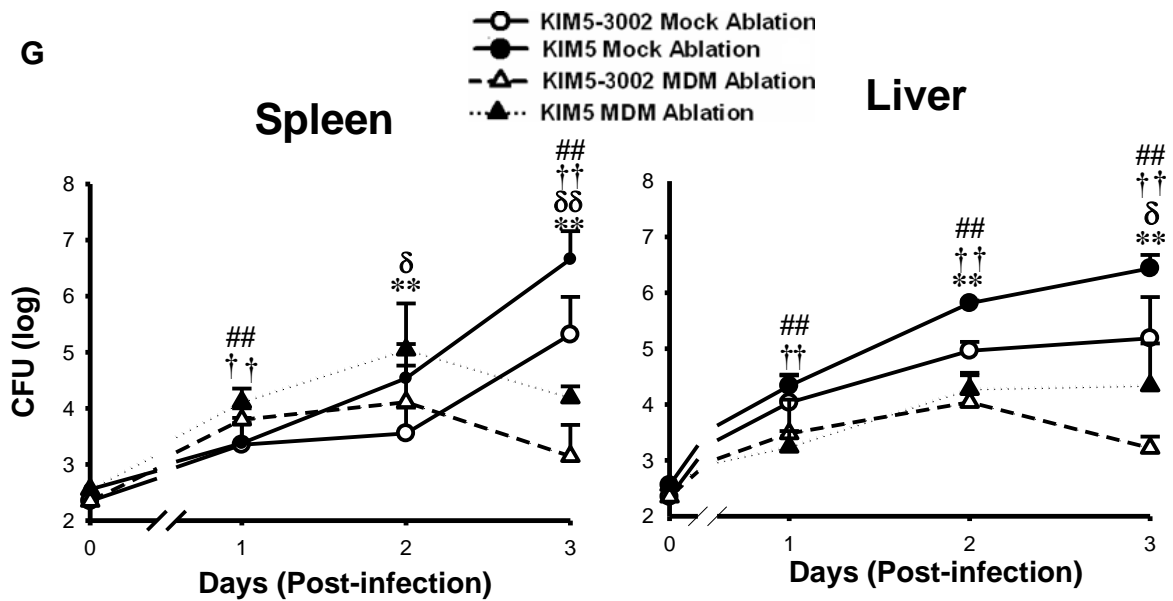 G
KIM5-3002 Mock Ablation
KIM5 Mock Ablation
KIM5-3002 MDM Ablation
KIM5 MDM Ablation
Spleen
Liver
CFU (log)
8
7
6
5
4
3
2
##
† †
δ
**
##
††
δδ
**
0
1
2
3
Days (Post-infection)
8
7
6
5
4
3
2
##
††
##
††
**
##
††
δ
**
0
1
2
3
Days (Post-infection)